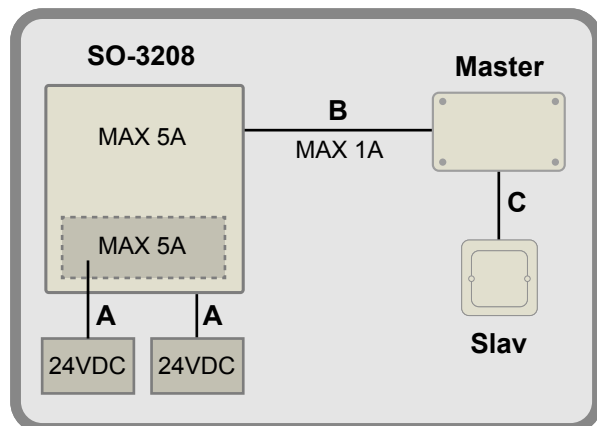 SO-3208
Master
B
MAX 5A
MAX 1A
C
MAX 5A
A
A
Slav
24VDC
24VDC